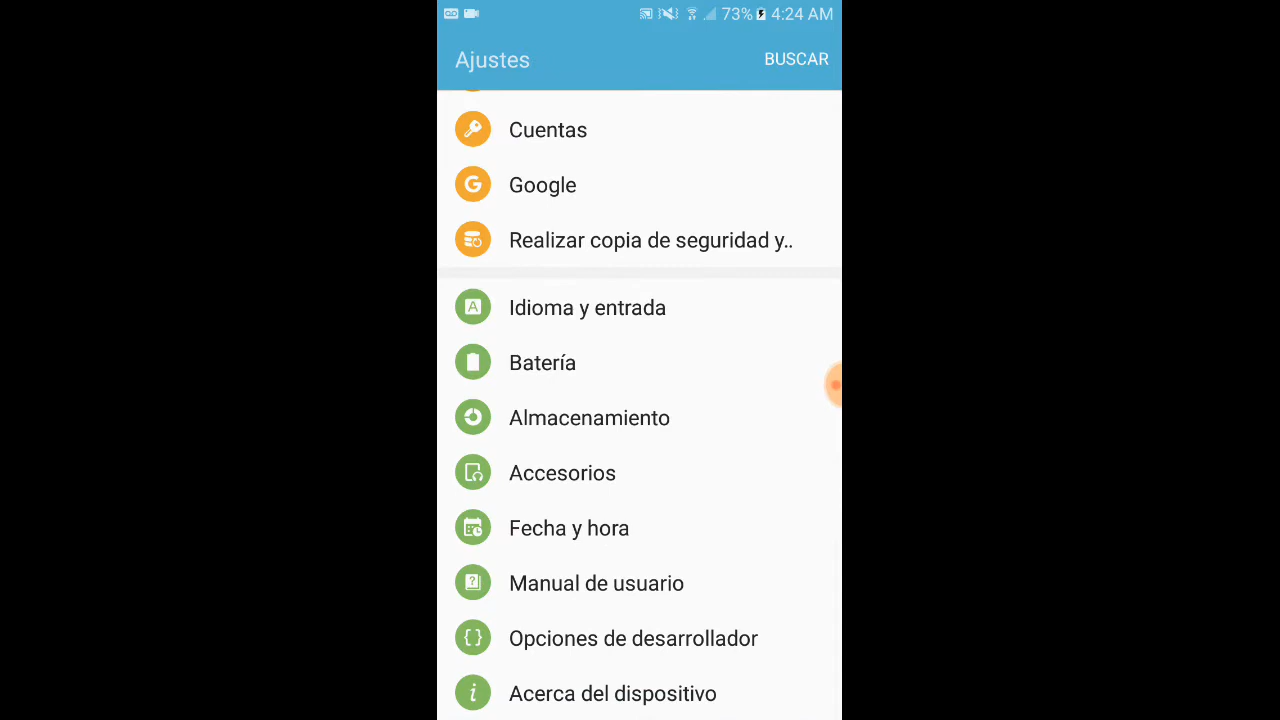 73% 4:24 AM
Ajustes
BUSCAR
Cuentas
Google
Realizar copia de seguridad y..
Idioma y entrada
Batería
Almacenamiento
Accesorios
Fecha y hora
Manual de usuario
Opciones de desarrollador
Acerca del dispositivo